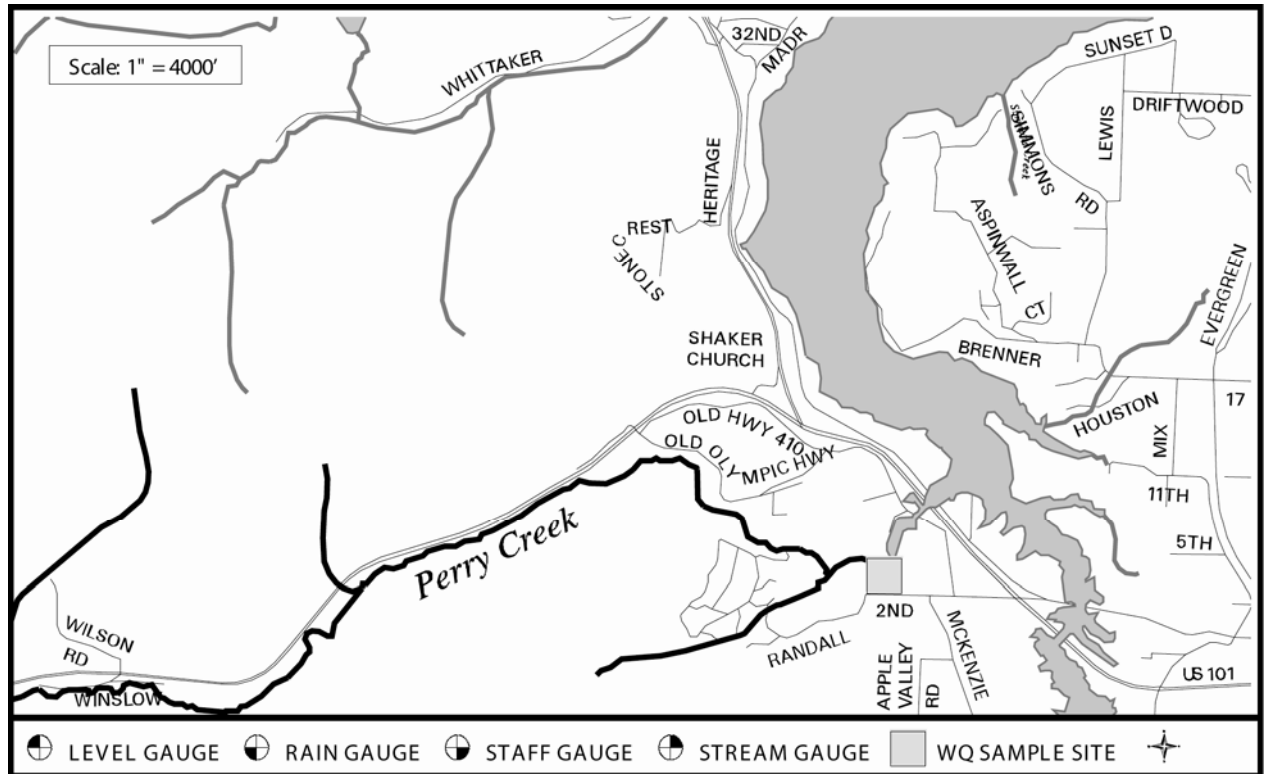 Scale: 1" = 4000'
WHITTAKER
32ND
MADR
SUNSET D
DRIFTWOOD
LEWIS
SIMMONS
RD
HERITAGE
REST
STONE C
ASPINWALL
CT
EVERGREEN
SHAKER
CHURCH
BRENNER
HOUSTON
MIX
17
OLD HWY 410
OLD OLYMPIC HWY
11TH
5TH
Perry Creek
2ND
WILSON
RD
WINSLOW
RANDALL
APPLE
VALLEY
RD
MCKENZIE
US 101
LEVEL GAUGE
RAIN GAUGE
STAFF GAUGE
STREAM GAUGE
WQ SAMPLE SITE